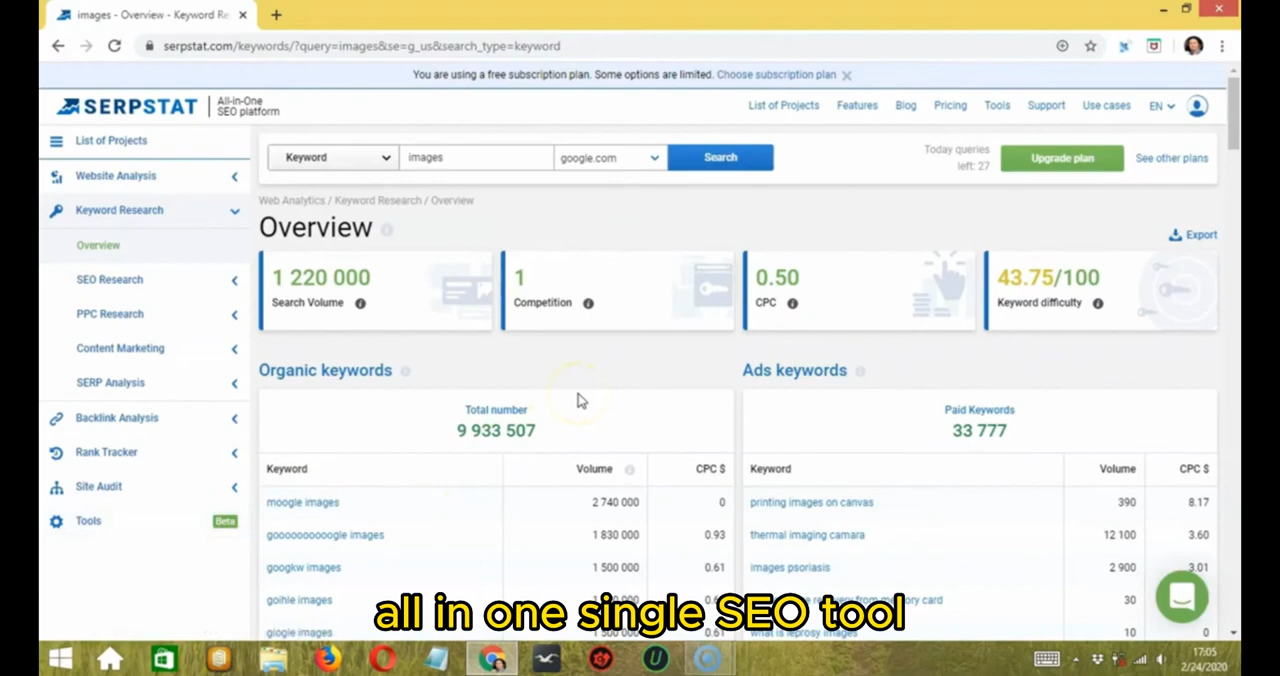 images - Overview - Keyword Re
serpstat.com/keywords/?query=images&se=g_us&search_type=keyword
You are using a free subscription plan. Some options are limited. Choose subscription plan
SERPSTAT
All-in-One
SEO platform
List of Projects Features Blog Pricing Tools Support Use cases EN
List of Projects
Website Analysis
Keyword Research
Overview
SEO Research
PPC Research
Content Marketing
SERP Analysis
Backlink Analysis
Rank Tracker
Site Audit
Tools Beta
Keyword images google.com Search
Today queries
left: 27
Upgrade plan See other plans
Web Analytics / Keyword Research / Overview
Overview
Export
1 220 000
Search Volume
1
Competition
0.50
CPC
43.75/100
Keyword difficulty
Organic keywords
Total number
9 933 507
Keyword Volume CPC $
moogle images 2 740 000 0
goooooooooogle images 1 830 000 0.93
googkw images 1 500 000 0.61
goihle images
giogle images
Ads keywords
Paid Keywords
33 777
Keyword Volume CPC $
printing images on canvas 390 8.17
thermal imaging camara 12 100 3.60
images psoriasis 2 900 3.01
card 30
what is leprosy images 10 0
all in one single SEO tool
17:05
2/24/2020